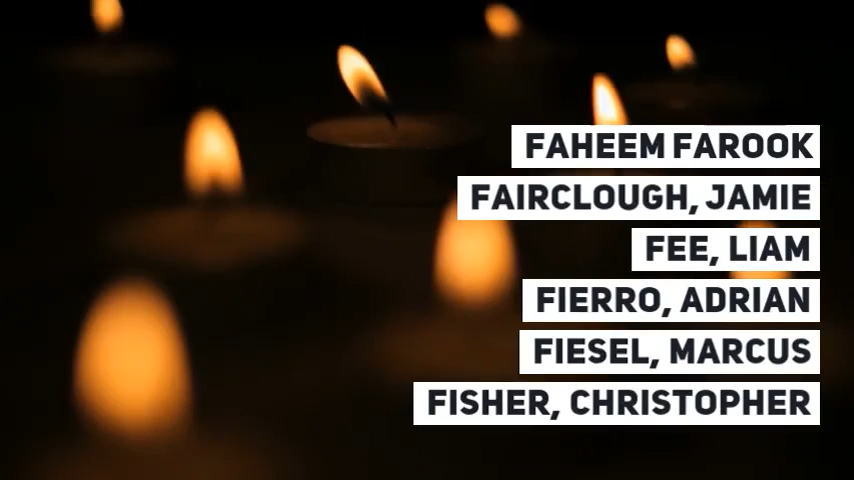 FAHEEM FAROOK
FAIRCLOUGH, JAMIE
FEE, LIAM
FIERRO, ADRIAN
FIESEL, MARCUS
FISHER, CHRISTOPHER